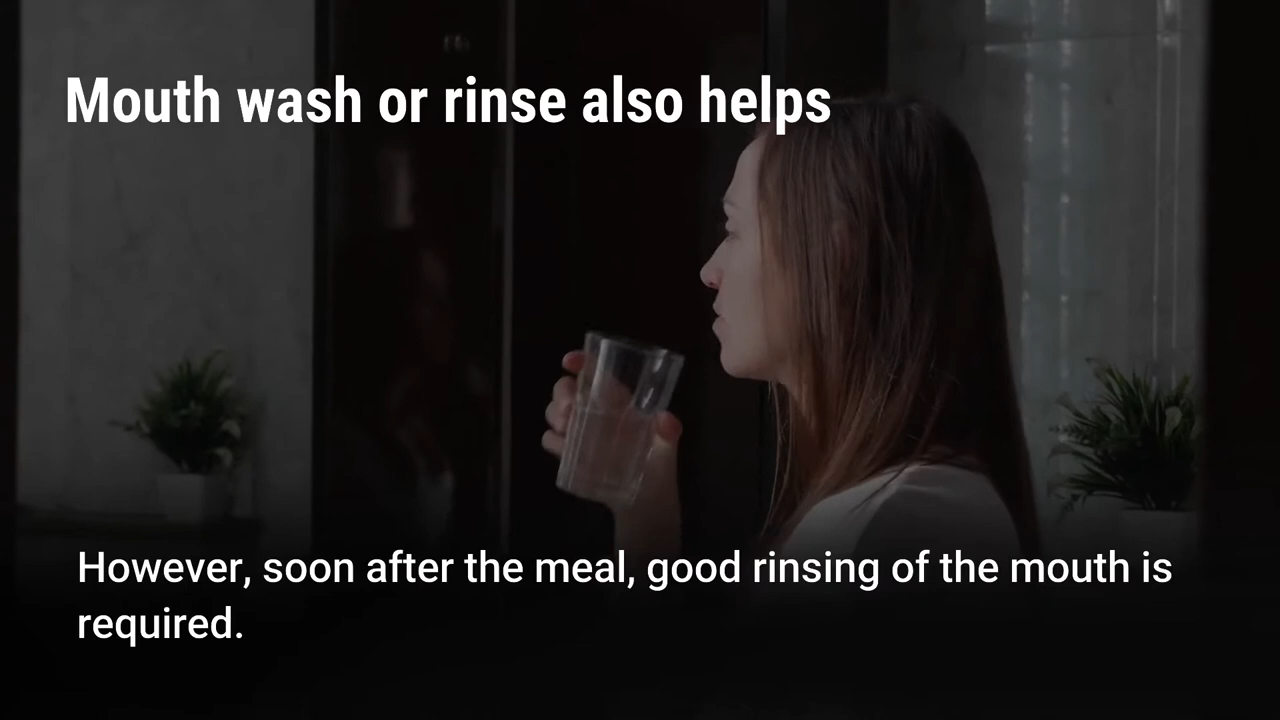 Mouth wash or rinse also helps
However, soon after the meal, good rinsing of the mouth is
required.